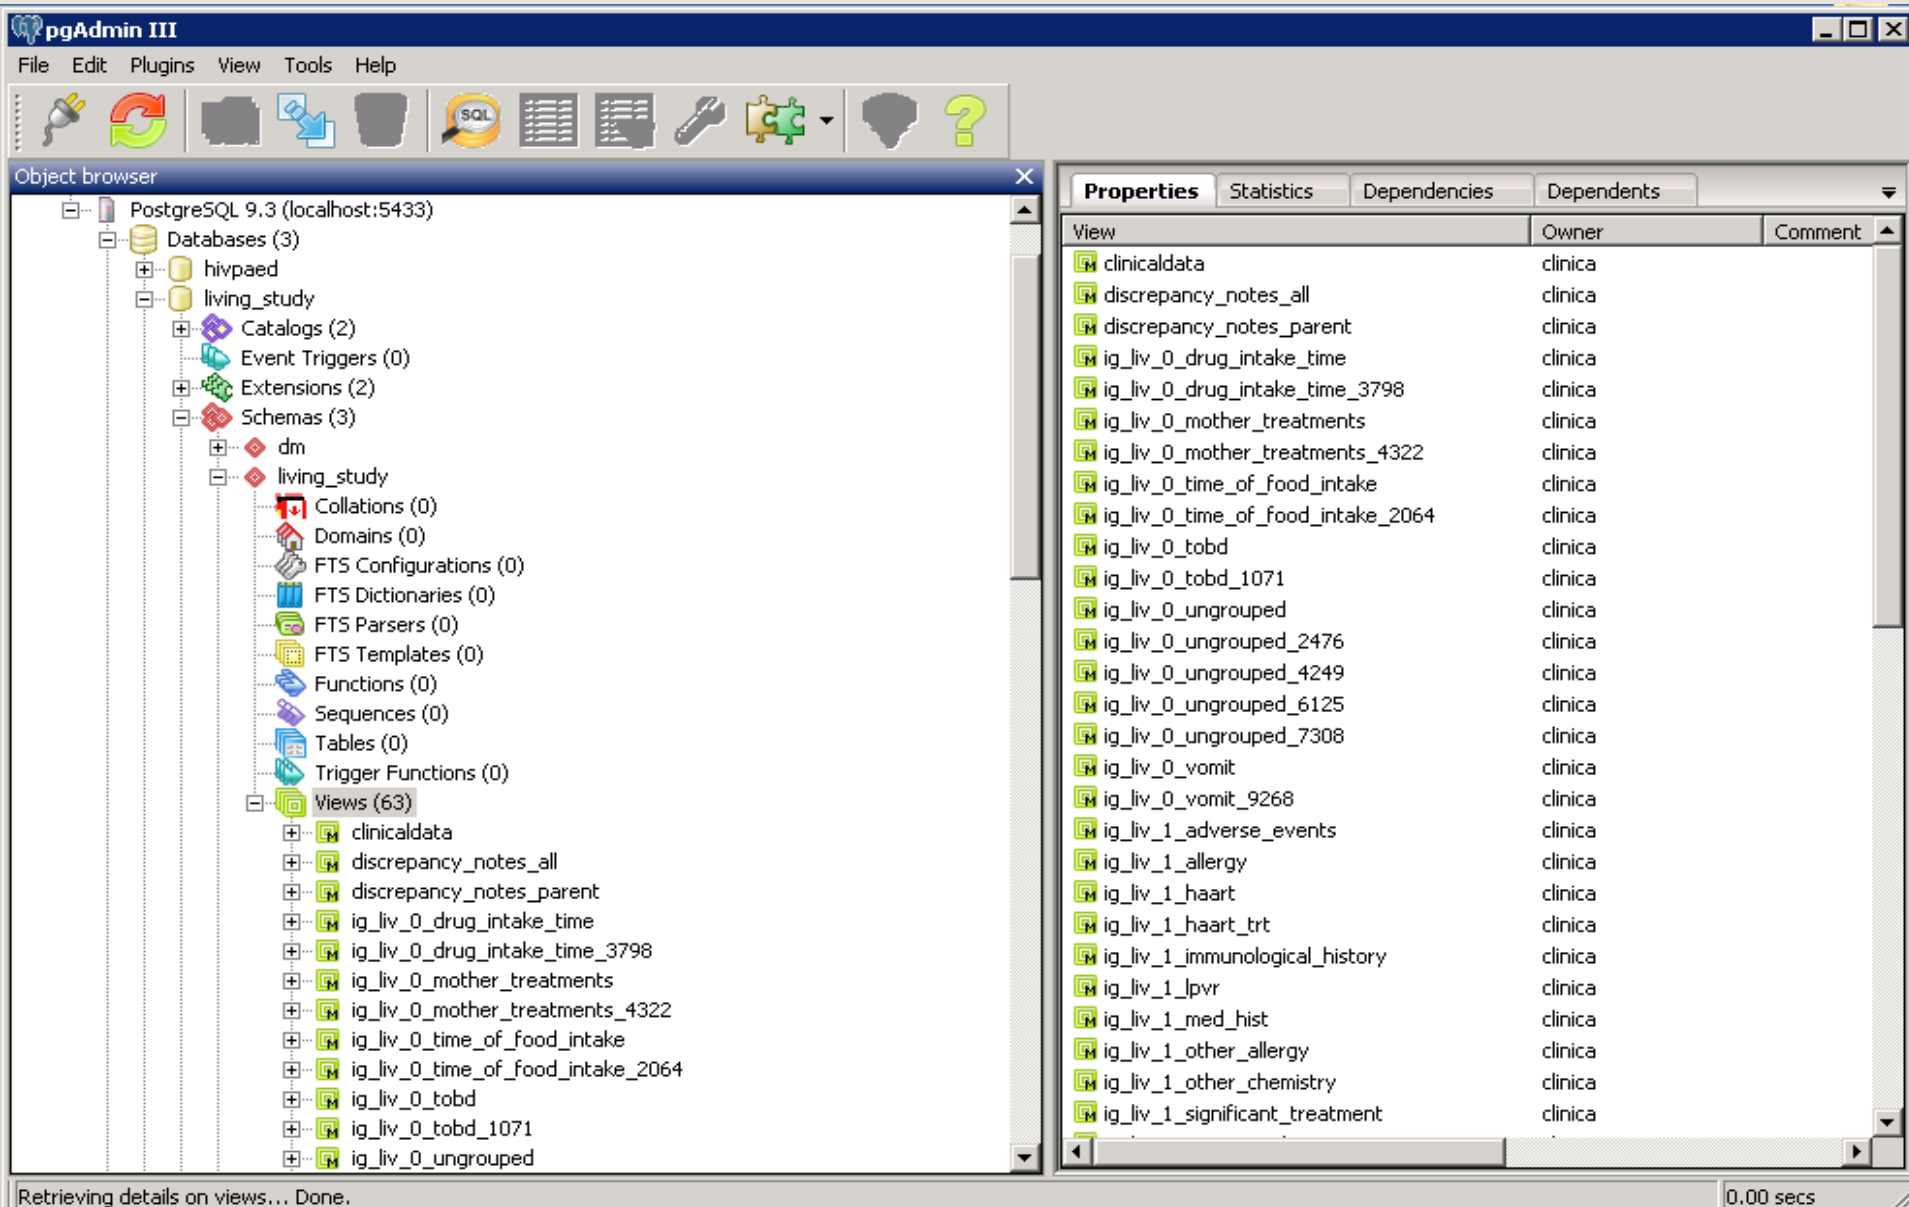 pgAdmin III
File Edit Plugins View Tools Help
SQL
Object browser
PostgreSQL 9.3 (localhost:5433)
Databases (3)
hivpaed
living_study
Catalogs (2)
Event Triggers (0)
Extensions (2)
Schemas (3)
dm
living_study
Collations (0)
Domains (0)
FTS Configurations (0)
FTS Dictionaries (0)
FTS Parsers (0)
FTS Templates (0)
Functions (0)
Sequences (0)
Tables (0)
Trigger Functions (0)
Views (63)
clinicaldata
discrepancy_notes_all
discrepancy_notes_parent
ig_liv_0_drug_intake_time
ig_liv_0_drug_intake_time_3798
ig_liv_0_mother_treatments
ig_liv_0_mother_treatments_4322
ig_liv_0_time_of_food_intake
ig_liv_0_time_of_food_intake_2064
ig_liv_0_tobd
ig_liv_0_tobd_1071
ig_liv_0_ungrouped
Properties Statistics Dependencies Dependents
View Owner Comment
clinicaldata clinica
discrepancy_notes_all clinica
discrepancy_notes_parent clinica
ig_liv_0_drug_intake_time clinica
ig_liv_0_drug_intake_time_3798 clinica
ig_liv_0_mother_treatments clinica
ig_liv_0_mother_treatments_4322 clinica
ig_liv_0_time_of_food_intake clinica
ig_liv_0_time_of_food_intake_2064 clinica
ig_liv_0_tobd clinica
ig_liv_0_tobd_1071 clinica
ig_liv_0_ungrouped clinica
ig_liv_0_ungrouped_2476 clinica
ig_liv_0_ungrouped_4249 clinica
ig_liv_0_ungrouped_6125 clinica
ig_liv_0_ungrouped_7308 clinica
ig_liv_0_vomit clinica
ig_liv_0_vomit_9268 clinica
ig_liv_1_adverse_events clinica
ig_liv_1_allergy clinica
ig_liv_1_haart clinica
ig_liv_1_haart_trt clinica
ig_liv_1_immunological_history clinica
ig_liv_1_lpvr clinica
ig_liv_1_med_hist clinica
ig_liv_1_other_allergy clinica
ig_liv_1_other_chemistry clinica
ig_liv_1_significant_treatment clinica
Retrieving details on views... Done. 0.00 secs